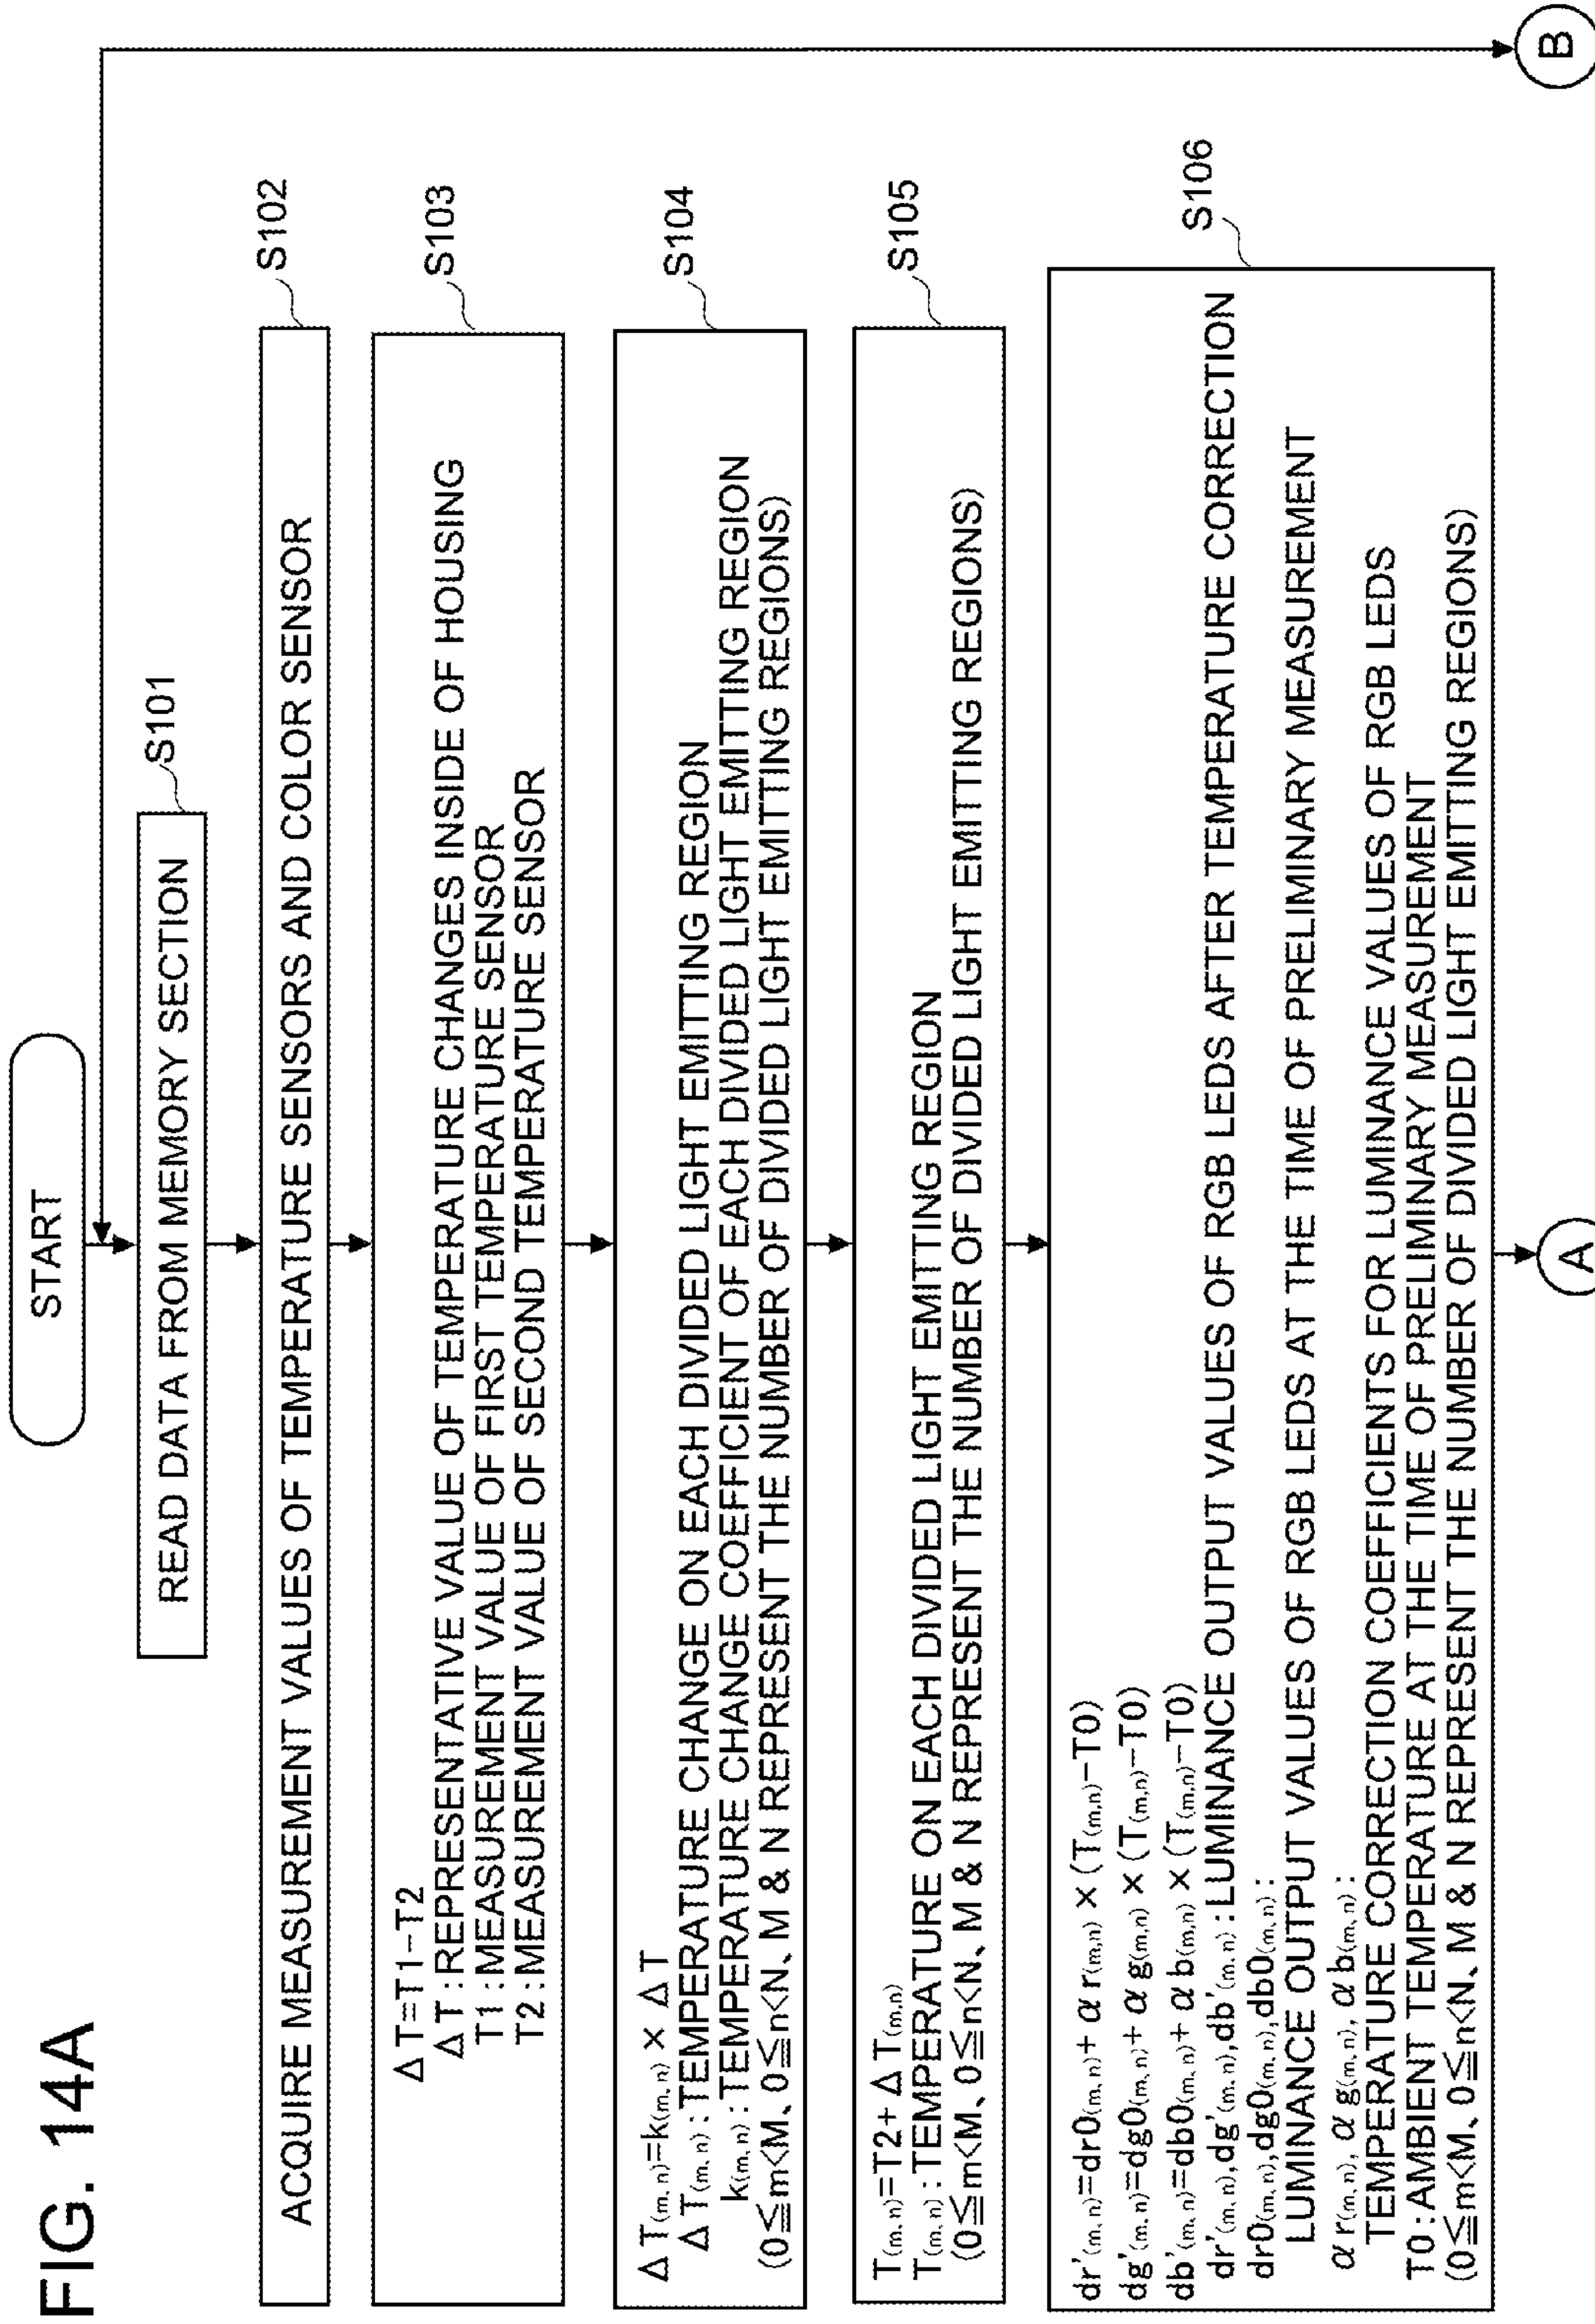 FIG. 14A
START
READ DATA FROM MEMORY SECTION
S101
ACQUIRE MEASUREMENT VALUES OF TEMPERATURE SENSORS AND COLOR SENSOR
S102
ΔT=T1-T2
ΔT:REPRESENTATIVE VALUE OF TEMPERATURE CHANGES INSIDE OF HOUSING
T1:MEASUREMENT VALUE OF FIRST TEMPERATURE SENSOR
T2:MEASUREMENT VALUE OF SECOND TEMPERATURE SENSOR
S103
ΔT(m, n)=k(m, n)×ΔT
ΔT(m, n):TEMPERATURE CHANGE ON EACH DIVIDED LIGHT EMITTING REGION
k(m, n):TEMPERATURE CHANGE COEFFICIENT OF EACH DIVIDED LIGHT EMITTING REGION
(0≦m<M、0≦n<N、M & N REPRESENT THE NUMBER OF DIVIDED LIGHT EMITTING REGIONS)
S104
T(m, n)=T2+ΔT(m,n)
T(m, n):TEMPERATURE ON EACH DIVIDED LIGHT EMITTING REGION
(0≦m<M、0≦n<N、M & N REPRESENT THE NUMBER OF DIVIDED LIGHT EMITTING REGIONS)
S105
dr'(m, n)=dr0(m, n)+αr(m,n)×(T(m,n)-T0)
dg'(m, n)=dg0(m, n)+αg(m,n)×(T(m,n)-T0)
db'(m, n)=db0(m, n)+αb(m,n)×(T(m,n)-T0)
dr'(m, n),dg'(m, n),db'(m, n):LUMINANCE OUTPUT VALUES OF RGB LEDS AFTER TEMPERATURE CORRECTION
dr0(m, n),dg0(m, n),db0(m, n):
LUMINANCE OUTPUT VALUES OF RGB LEDS AT THE TIME OF PRELIMINARY MEASUREMENT
αr(m, n),αg(m, n),αb(m, n):
TEMPERATURE CORRECTION COEFFICIENTS FOR LUMINANCE VALUES OF RGB LEDS
T0:AMBIENT TEMPERATURE AT THE TIME OF PRELIMINARY MEASUREMENT
(0≦m<M、0≦n<N、M & N REPRESENT THE NUMBER OF DIVIDED LIGHT EMITTING REGIONS)
S106
A
B